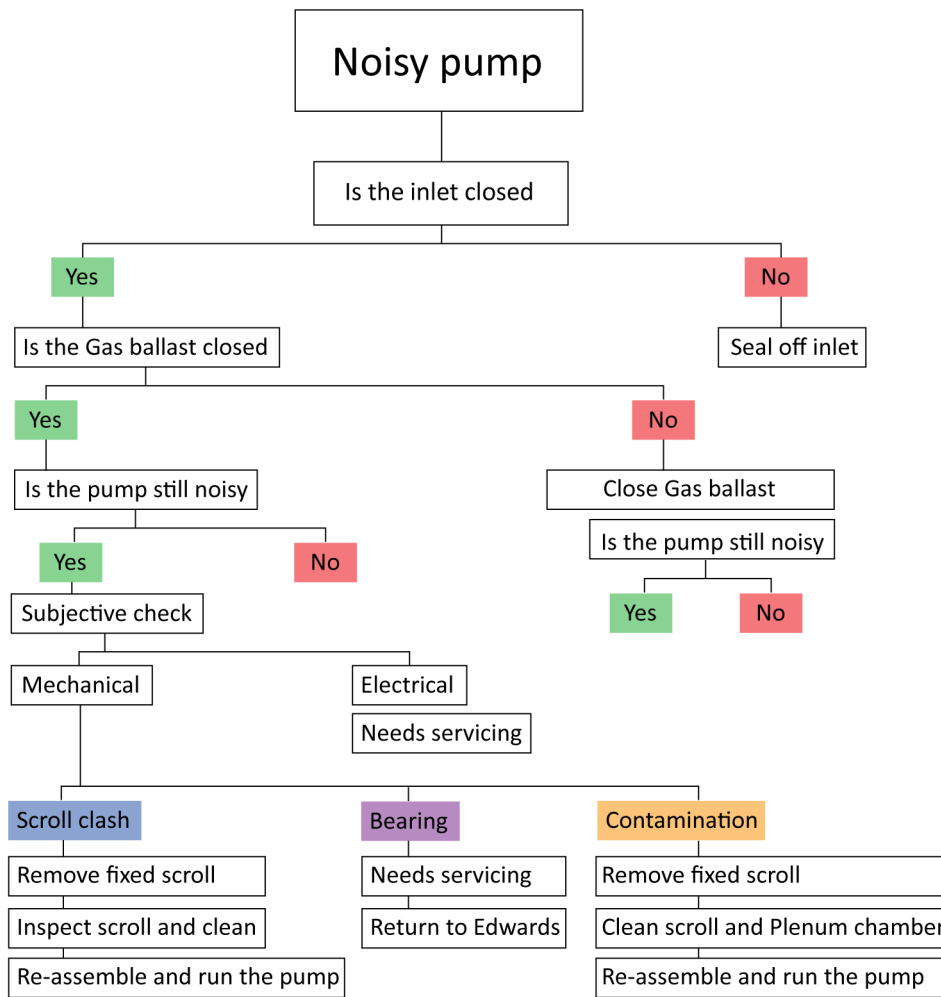 Noisy pump
Is the inlet closed
Yes
No
Is the Gas ballast closed
Seal off inlet
Yes
No
Is the pump still noisy
Close Gas ballast
Is the pump still noisy
Yes
No
Yes
No
Subjective check
Mechanical
Electrical
Needs servicing
Scroll clash
Bearing
Contamination
Remove fixed scroll
Needs servicing
Remove fixed scroll
Inspect scroll and clean
Return to Edwards
Clean scroll and Plenum chamber
Re-assemble and run the pump
Re-assemble and run the pump